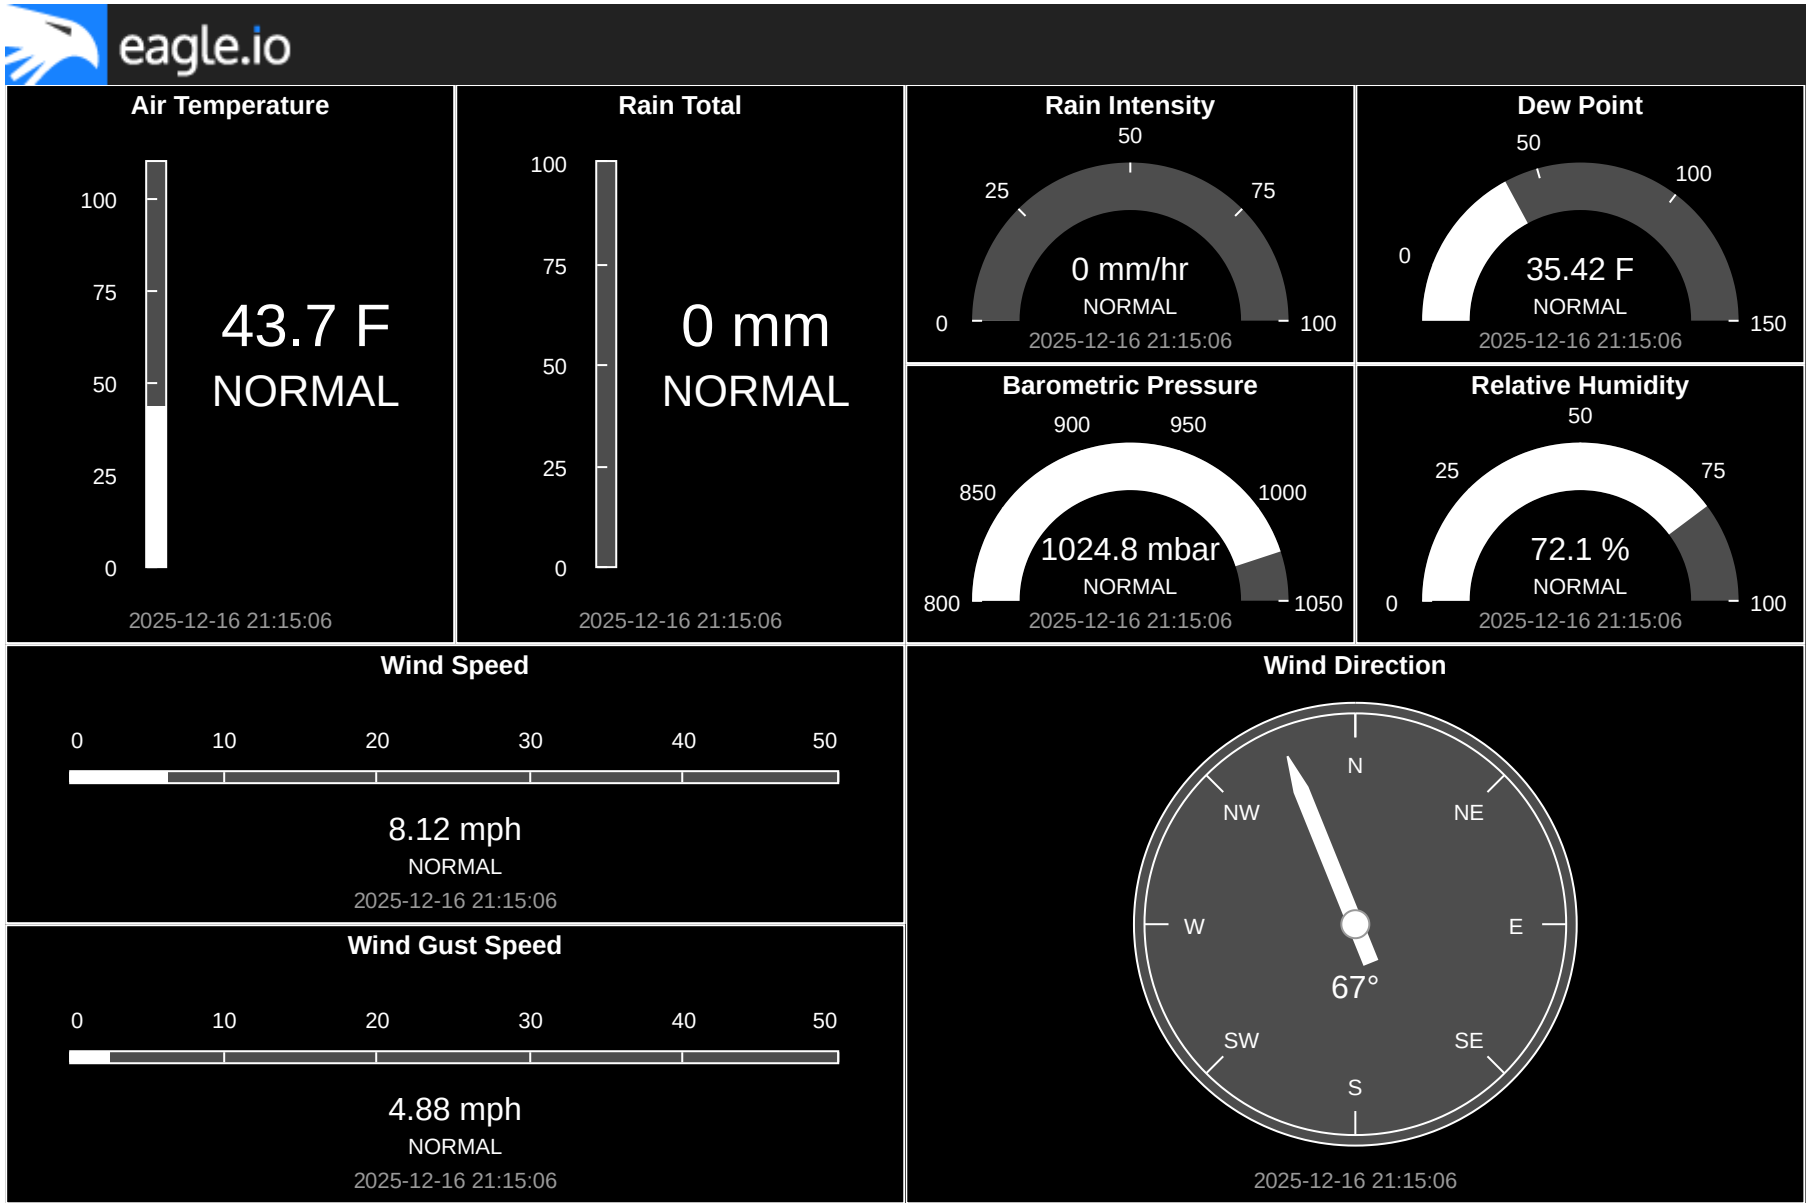 eagle.io
Air Temperature
100
75
50
25
0
43.7 F
NORMAL
2025-12-16 21:15:06
Rain Total
100
75
50
25
0
0 mm
NORMAL
2025-12-16 21:15:06
Rain Intensity
50
25
75
0
100
0 mm/hr
NORMAL
2025-12-16 21:15:06
Dew Point
50
100
0
150
35.42 F
NORMAL
2025-12-16 21:15:06
Barometric Pressure
900
950
850
1000
800
1050
1024.8 mbar
NORMAL
2025-12-16 21:15:06
Relative Humidity
50
25
75
0
100
72.1 %
NORMAL
2025-12-16 21:15:06
Wind Speed
0 10 20 30 40 50
8.12 mph
NORMAL
2025-12-16 21:15:06
Wind Gust Speed
0 10 20 30 40 50
4.88 mph
NORMAL
2025-12-16 21:15:06
Wind Direction
N
NW
NE
W
E
67°
SW
SE
S
2025-12-16 21:15:06